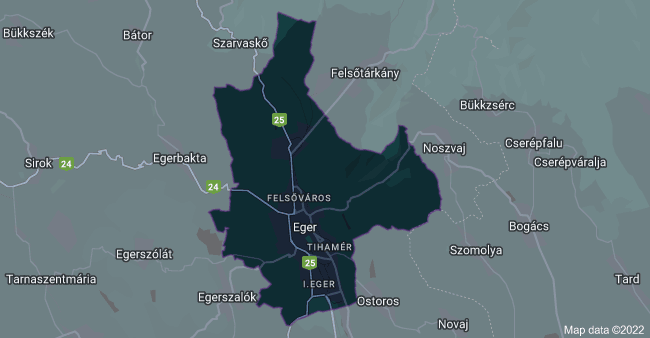 Bükkszék
Bátor
Szarvaskő
Felsőtárkány
25
Bükkzsérc
Cserépfalu
Noszvaj
Cserépváralja
Sirok
24
Egerbakta
24
FELSŐVÁROS
Eger
Bogács
TIHAMÉR
Szomolya
Egerszólát
25
Tarnaszentmária
I.EGER
Tard
Egerszalók
Ostoros
Novaj
Map data ©2022